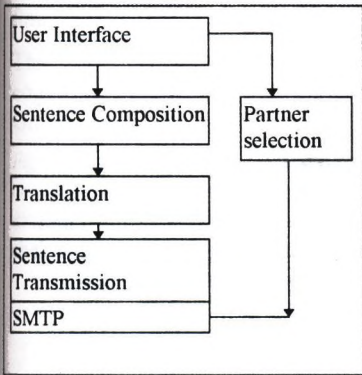 User Interface
Sentence Composition
Partner
selection
Translation
Sentence
Transmission
SMTP